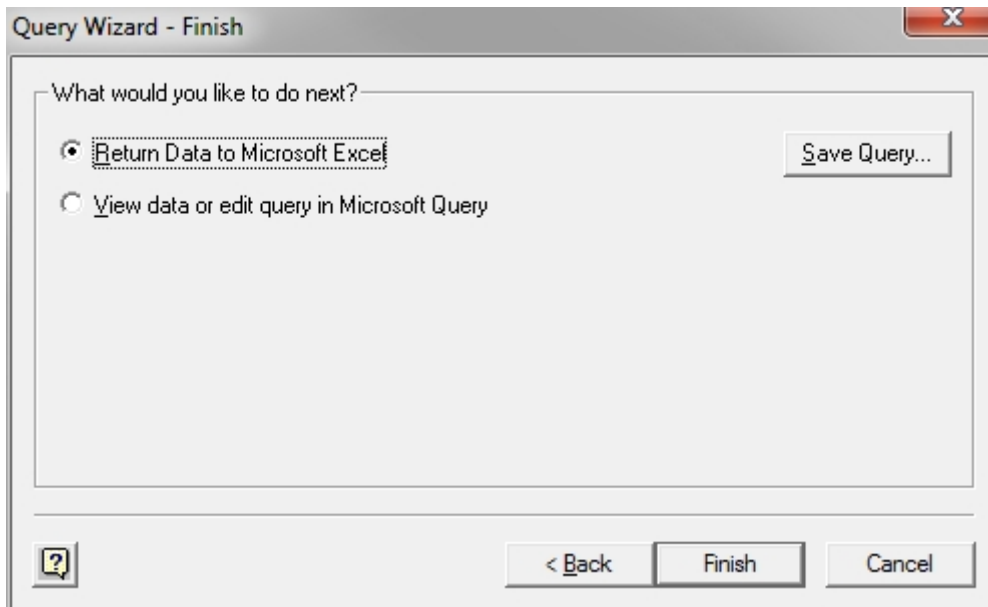 Query Wizard - Finish
What would you like to do next?
Return Data to Microsoft Excel
Save Query...
View data or edit query in Microsoft Query
< Back
Finish
Cancel